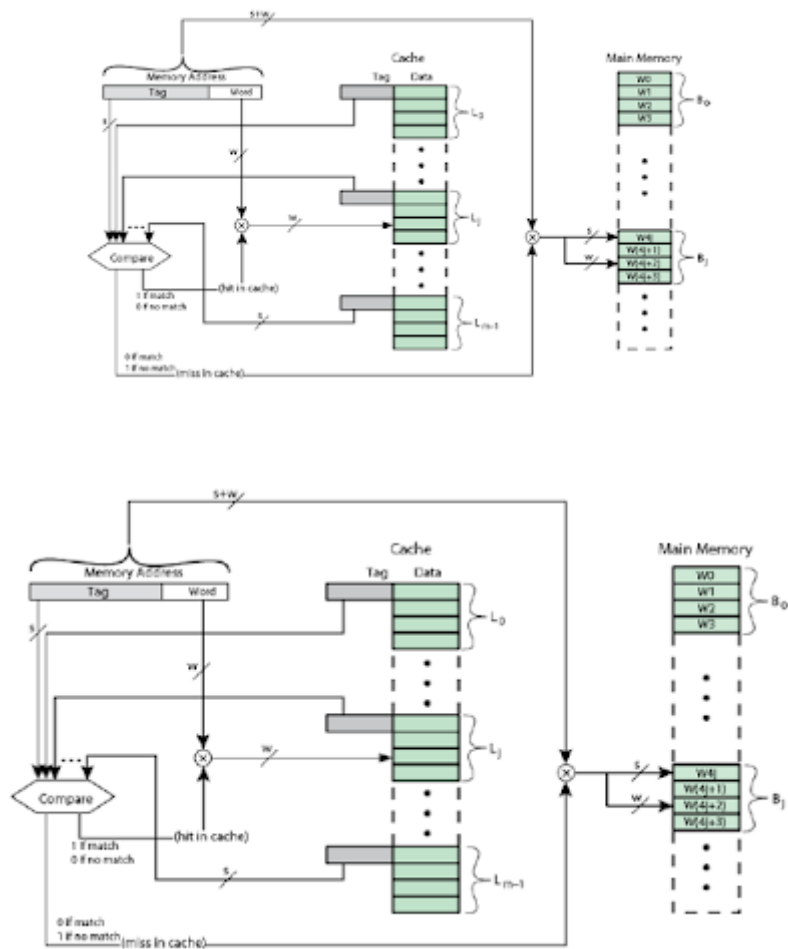 s+w
Cache
Main Memory
Memory Address
Tag Data
Tag Word
W0
W1
W2
W3
B0
L0
s
w
Lj
w
s
w
W4j
W(4j+1)
W(4j+2)
W(4j+3)
Bj
Compare
1 if match
0 if no match
(hit in cache)
s
Lm-1
0 if match
1 if no match
(miss in cache)
s+w
Cache
Main Memory
Memory Address
Tag Data
Tag Word
W0
W1
W2
W3
B0
L0
s
w
Lj
w
s
w
W4j
W(4j+1)
W(4j+2)
W(4j+3)
Bj
Compare
1 if match
0 if no match
(hit in cache)
s
Lm-1
0 if match
1 if no match
(miss in cache)